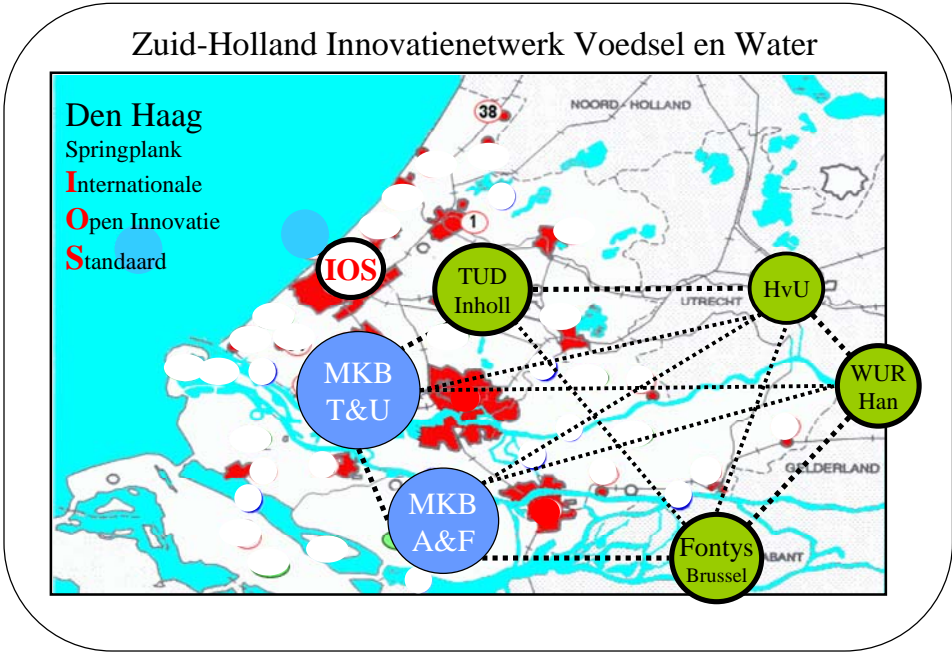 Zuid-Holland Innovatienetwerk Voedsel en Water
Den Haag
Springplank
Internationale
Open Innovatie
Standaard
NOORD - HOLLAND
38
1
IOS
TUD
Inholl
UTRECHT
HvU
MKB
T&U
WUR
Han
GELDERLAND
MKB
A&F
Fontys
Brussel
ABANT